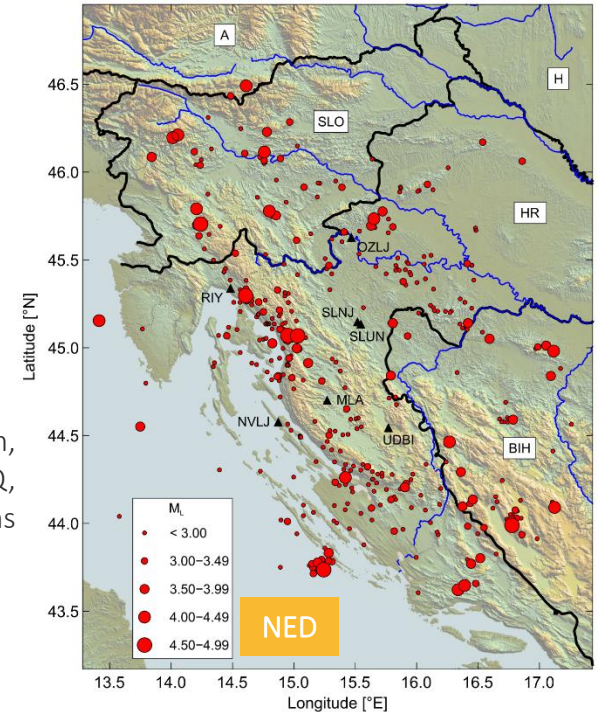 A
H
46.5
SLO
46.0
HR
45.5
OZLJ
RIY
SLNJ
SLUN
Latitude [°N]
45.0
MLA
NVLJ
UDBI
44.5
BIH
Q,
M_L
44.0
< 3.00
3.00–3.49
3.50–3.99
43.5
4.00–4.49
NED
4.50–4.99
13.5 14.0 14.5 15.0 15.5 16.0 16.5 17.0
Longitude [°E]